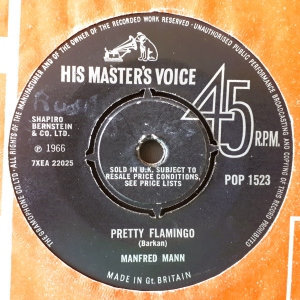 ALL RIGHTS OF THE MANUFACTURER AND OF THE OWNER OF THE RECORDED WORK RESERVED — UNAUTHORISED PUBLIC PERFORMANCE, BROADCASTING AND COPYING OF THIS RECORD PROHIBITED
THE GRAMOPHONE CO. LTD.
HIS MASTER'S VOICE
45
R.P.M.
SHAPIRO
BERNSTEIN
& CO. LTD.
℗ 1966
7XEA 22025
SOLD IN U.K. SUBJECT TO
RESALE PRICE CONDITIONS,
SEE PRICE LISTS
POP 1523
PRETTY FLAMINGO
(Barkan)
MANFRED MANN
MADE IN Gt. BRITAIN